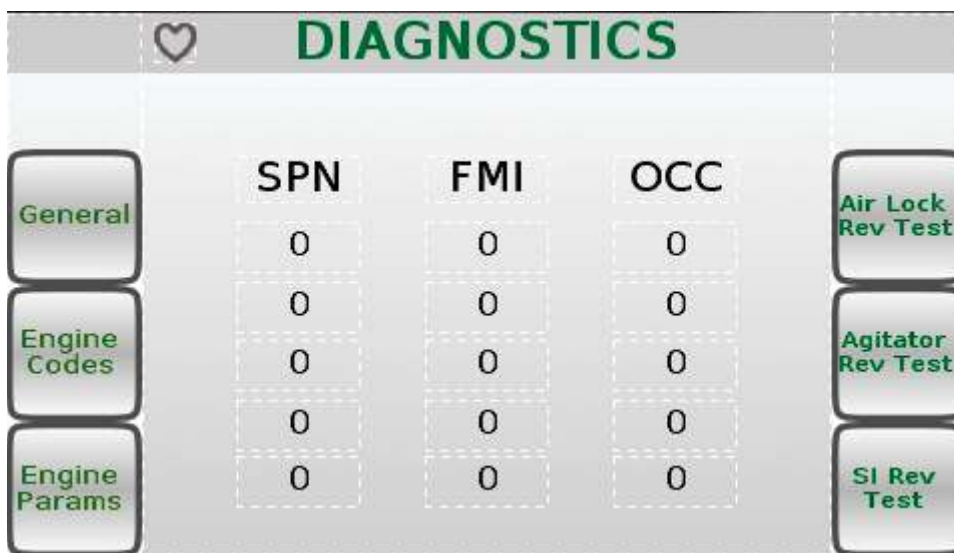 DIAGNOSTICS
SPN FMI OCC
0 0 0
0 0 0
0 0 0
0 0 0
0 0 0
General
Engine
Codes
Engine
Params
Air Lock
Rev Test
Agitator
Rev Test
SI Rev
Test